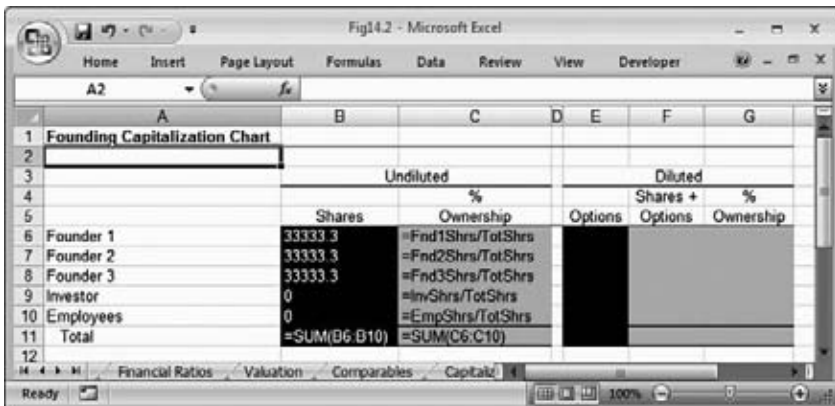 Fig14.2 - Microsoft Excel
Home Insert Page Layout Formulas Data Review View Developer
A2 fx
A B C D E F G
1 Founding Capitalization Chart
2
3 Undiluted Diluted
4 % Shares + %
5 Shares Ownership Options Options Ownership
6 Founder 1 33333.3 =Fnd1Shrs/TotShrs
7 Founder 2 33333.3 =Fnd2Shrs/TotShrs
8 Founder 3 33333.3 =Fnd3Shrs/TotShrs
9 Investor 0 =InvShrs/TotShrs
10 Employees 0 =EmpShrs/TotShrs
11 Total =SUM(B6:B10) =SUM(C6:C10)
12
Financial Ratios Valuation Comparables Capitaliz
Ready 100%